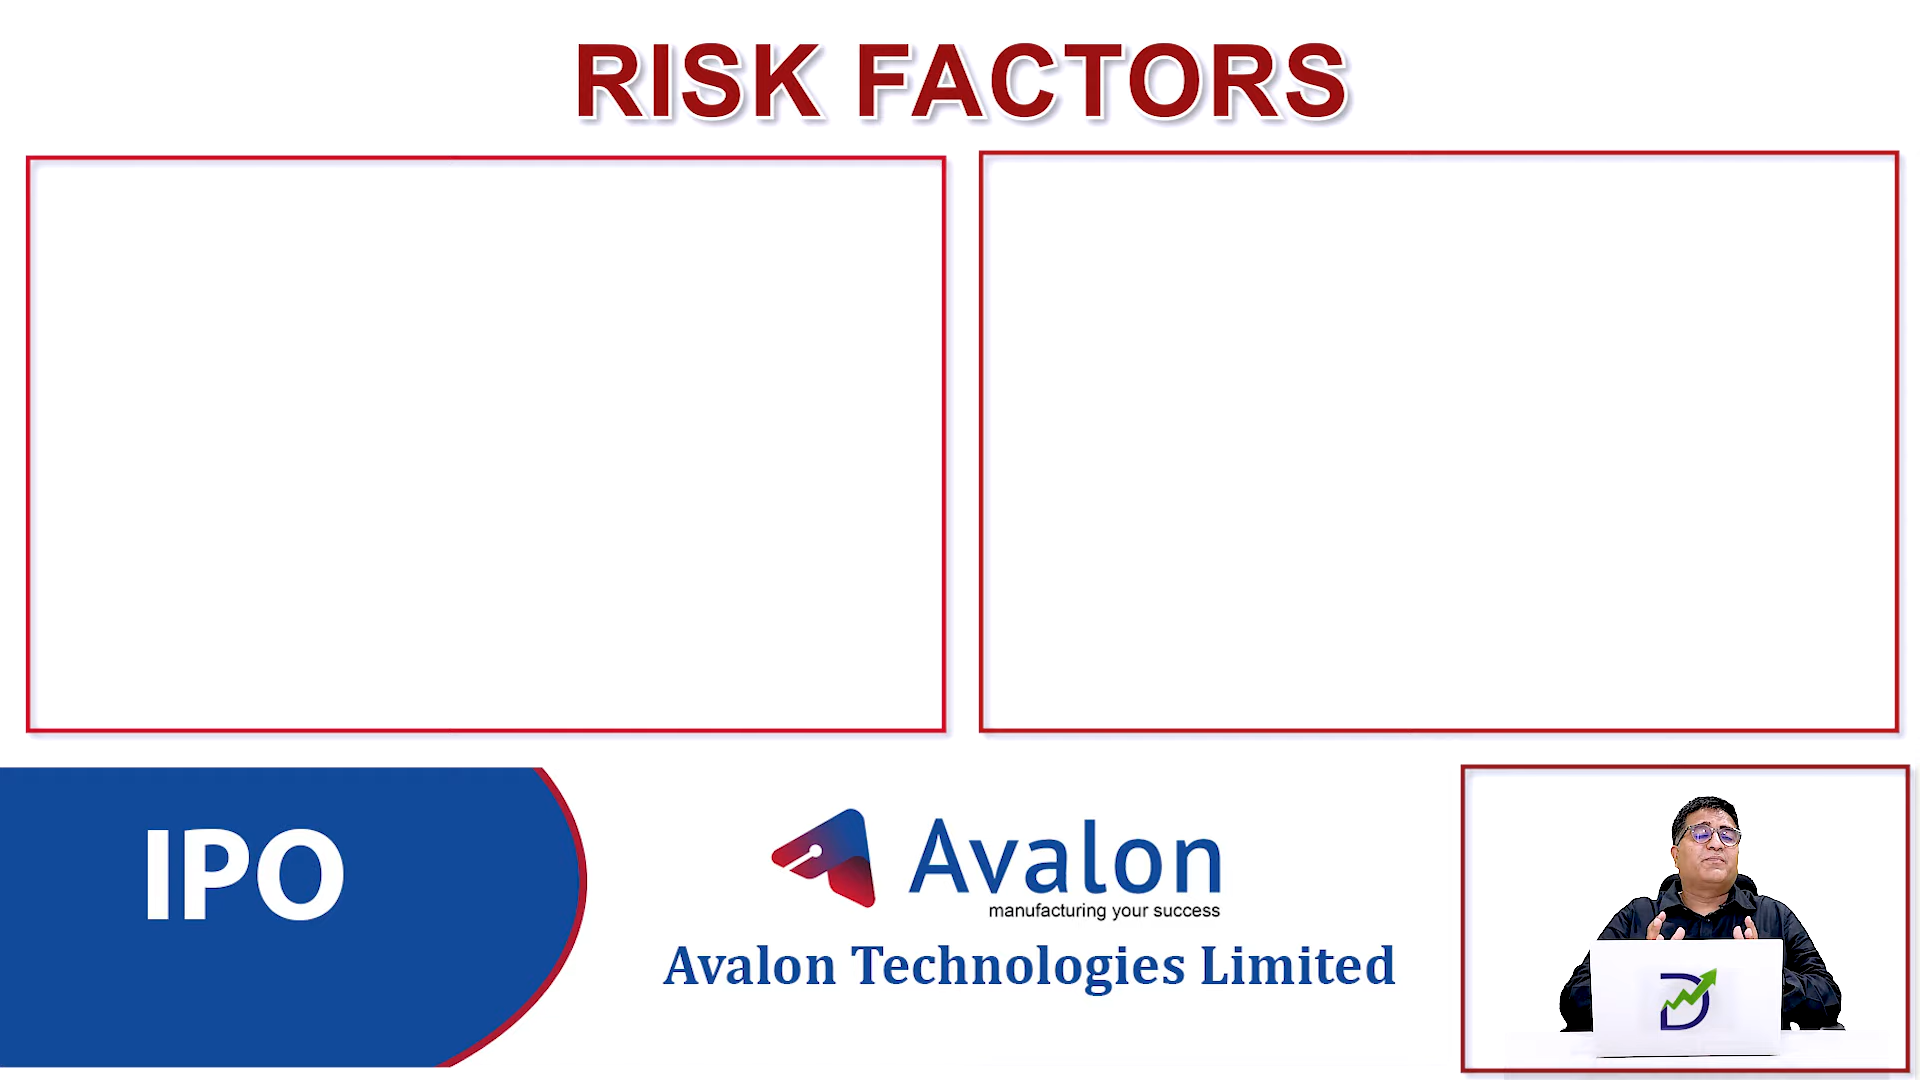 RISK FACTORS
IPO
Avalon
manufacturing your success
Avalon Technologies Limited